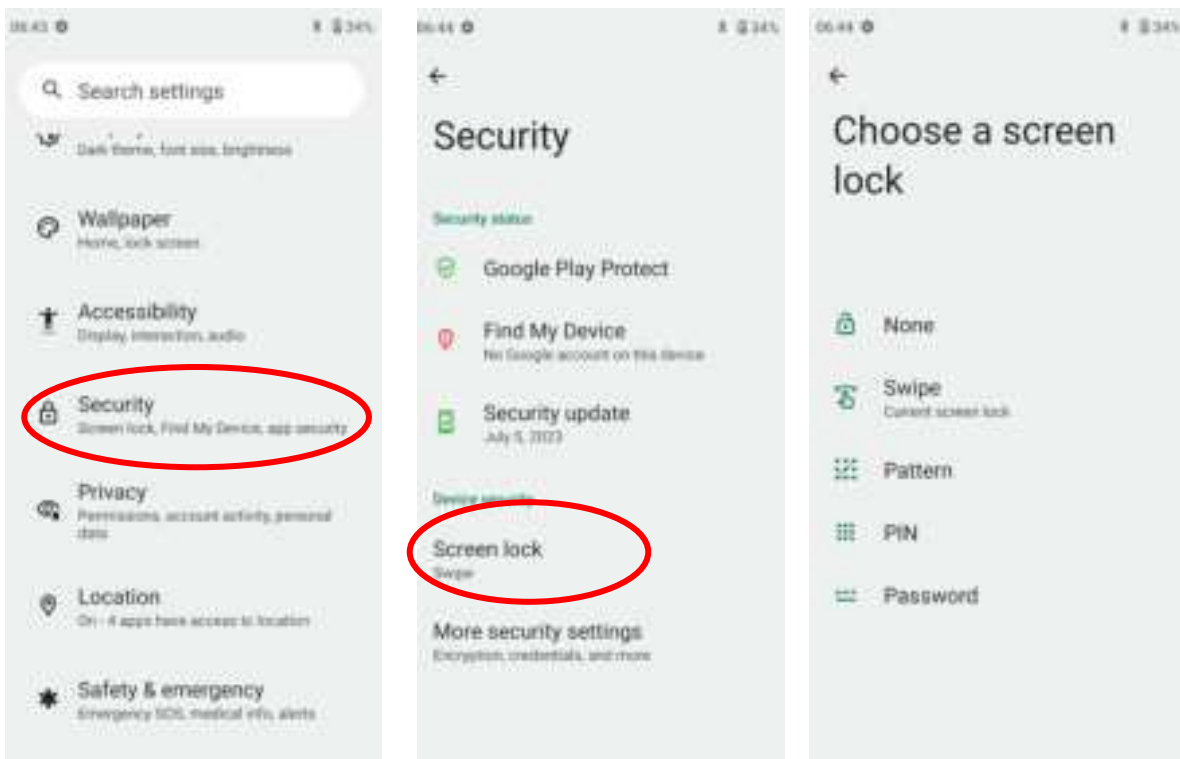 06:43 34%
Search settings
Dark theme, font size, brightness
Wallpaper
Home, lock screen
Accessibility
Display, interaction, audio
Security
Screen lock, Find My Device, app security
Privacy
Permissions, account activity, personal
data
Location
On - 4 apps have access to location
Safety & emergency
Emergency SOS, medical info, alerts
06:44 34%
Security
Security status
Google Play Protect
Find My Device
No Google account on this device
Security update
July 5, 2023
Device security
Screen lock
Swipe
More security settings
Encryption, credentials, and more
06:44 34%
Choose a screen
lock
None
Swipe
Current screen lock
Pattern
PIN
Password